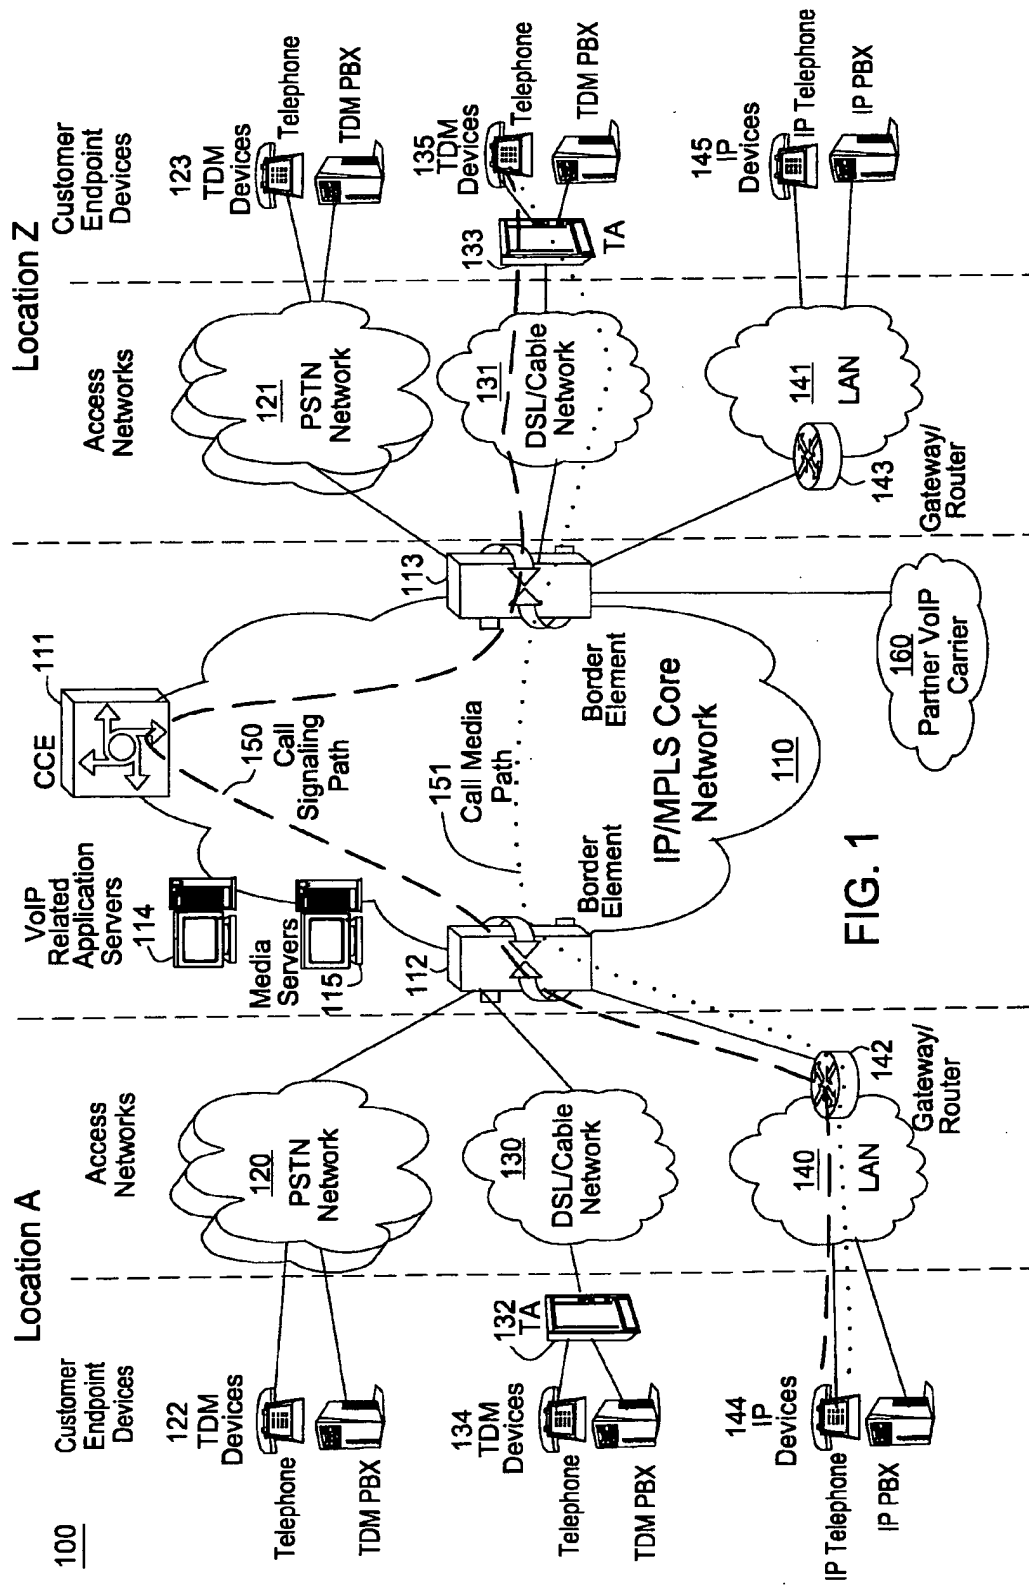 100
Location A
Location Z
Customer
Endpoint
Devices
Access
Networks
VoIP
Related
Application
Servers
114
CCE
111
Access
Networks
Customer
Endpoint
Devices
122
TDM
Devices
Telephone
TDM PBX
120
PSTN
Network
Media
Servers
115
150
Call
Signaling
Path
121
PSTN
Network
123
TDM
Devices
Telephone
TDM PBX
134
TDM
Devices
Telephone
TDM PBX
132
TA
130
DSL/Cable
Network
112
Border
Element
151
Call Media
Path
113
Border
Element
131
DSL/Cable
Network
133
TA
135
TDM
Devices
Telephone
TDM PBX
IP/MPLS Core
Network
110
144
IP
Devices
IP Telephone
IP PBX
140
LAN
142
Gateway/
Router
160
Partner VoIP
Carrier
141
LAN
143
Gateway/
Router
145
IP
Devices
IP Telephone
IP PBX
FIG. 1